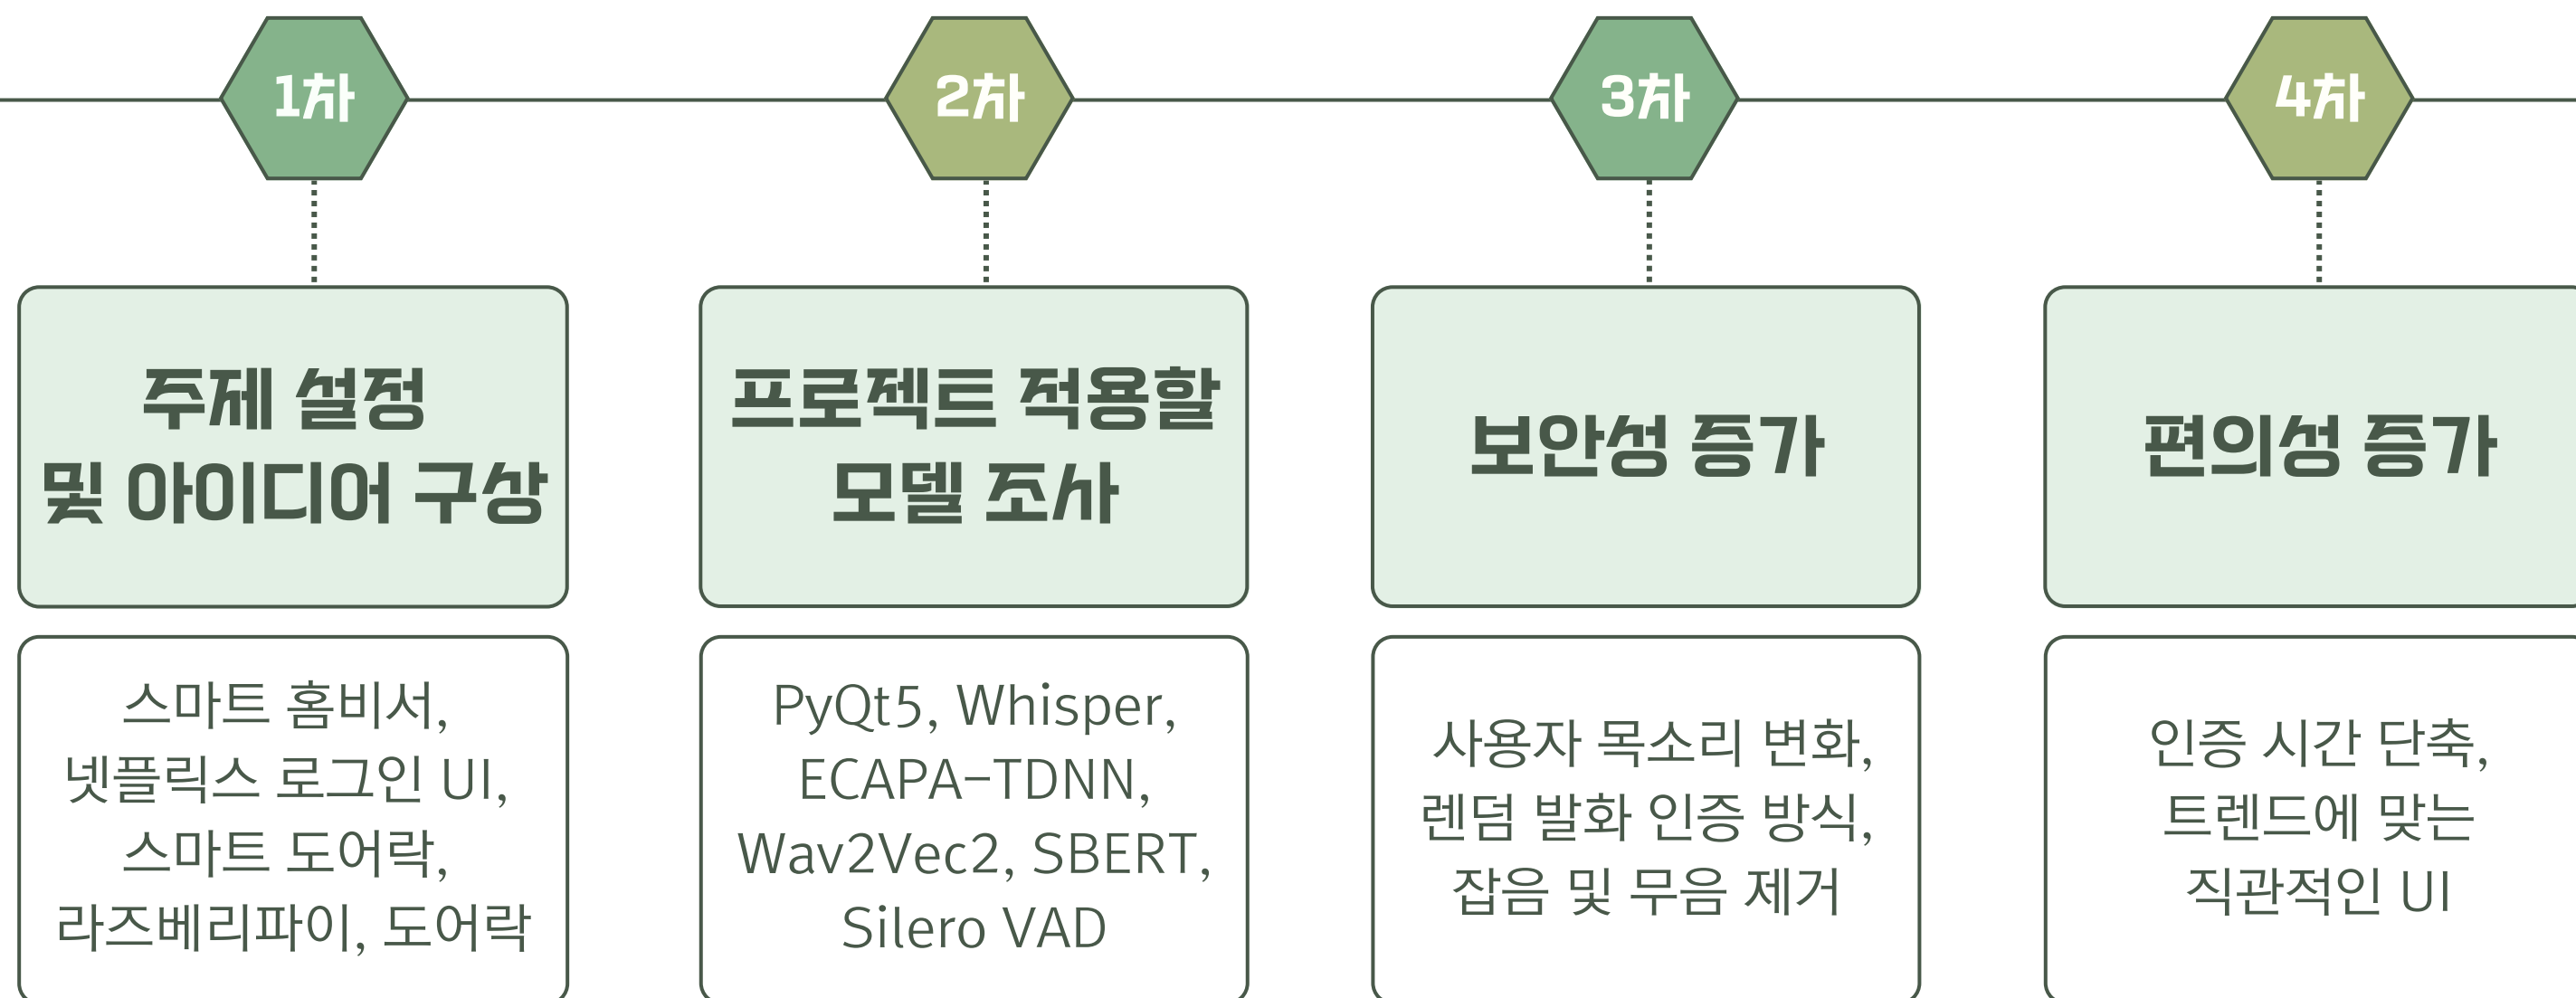 1차
2차
3차
4차
주제 설정
및 아이디어 구상
프로젝트 적용할
모델 조사
보안성 증가
편의성 증가
스마트 홈비서,
넷플릭스 로그인 UI,
스마트 도어락,
라즈베리파이, 도어락
PyQt5, Whisper,
ECAPA-TDNN,
Wav2Vec2, SBERT,
Silero VAD
사용자 목소리 변화,
렌덤 발화 인증 방식,
잡음 및 무음 제거
인증 시간 단축,
트렌드에 맞는
직관적인 UI